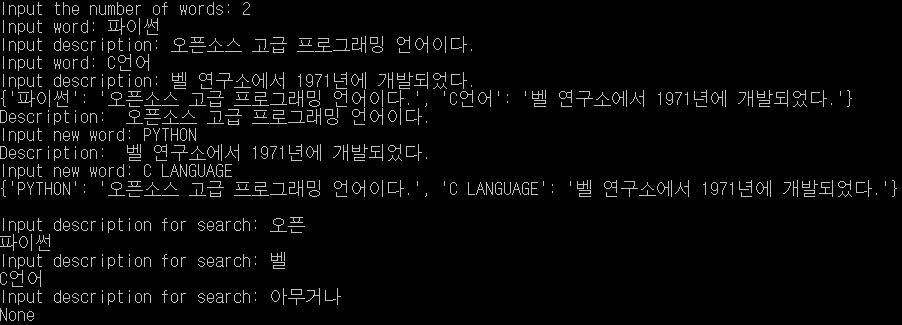 Input the number of words: 2
Input word: 파이썬
Input description: 오픈소스 고급 프로그래밍 언어이다.
Input word: C언어
Input description: 벨 연구소에서 1971년에 개발되었다.
{'파이썬': '오픈소스 고급 프로그래밍 언어이다.', 'C언어': '벨 연구소에서 1971년에 개발되었다.'}
Description:  오픈소스 고급 프로그래밍 언어이다.
Input new word: PYTHON
Description:  벨 연구소에서 1971년에 개발되었다.
Input new word: C LANGUAGE
{'PYTHON': '오픈소스 고급 프로그래밍 언어이다.', 'C LANGUAGE': '벨 연구소에서 1971년에 개발되었다.'}
Input description for search: 오픈
파이썬
Input description for search: 벨
C언어
Input description for search: 아무거나
None